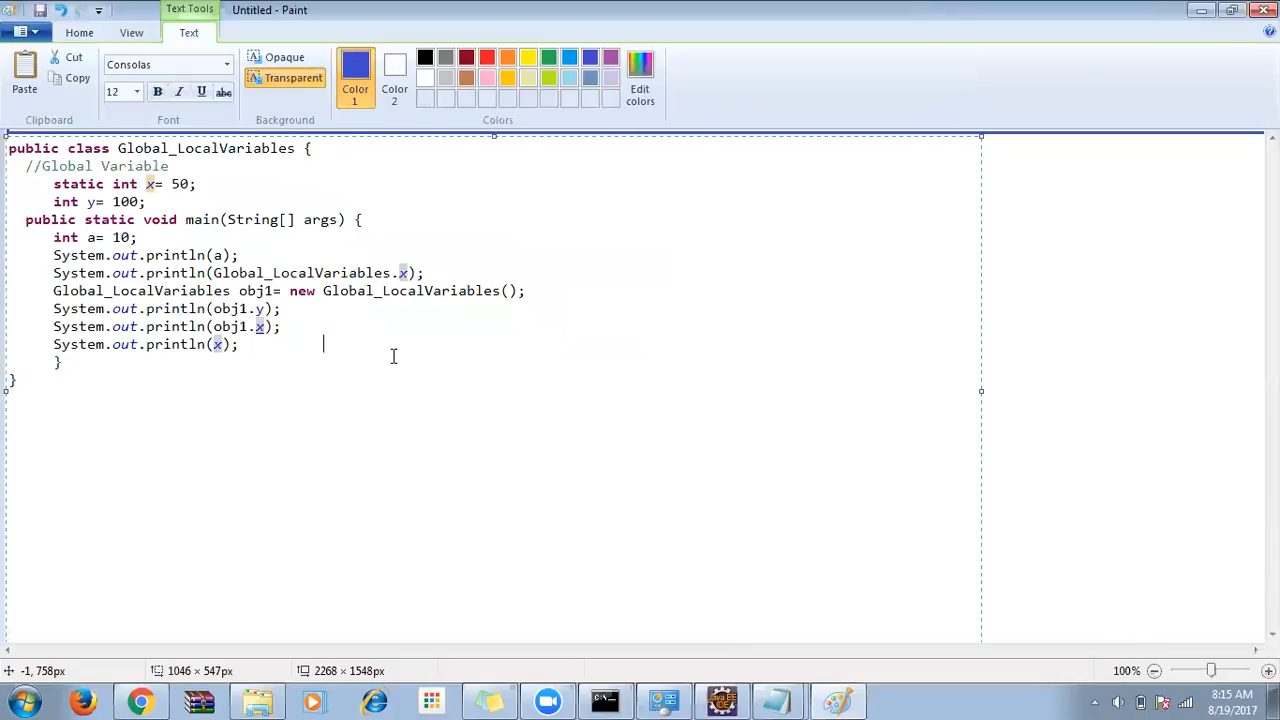 Text Tools
Untitled - Paint
Home
View
Text
Paste
Cut
Copy
Clipboard
Consolas
12
B
I
U
abc
Font
Opaque
Transparent
Background
Color 1
Color 2
Edit colors
Colors
public class Global_LocalVariables {
//Global Variable
static int x= 50;
int y= 100;
public static void main(String[] args) {
int a= 10;
System.out.println(a);
System.out.println(Global_LocalVariables.x);
Global_LocalVariables obj1= new Global_LocalVariables();
System.out.println(obj1.y);
System.out.println(obj1.x);
System.out.println(x);
}
}
-1, 758px
1046 × 547px
2268 × 1548px
100%
Java EE
IDE
8:15 AM
8/19/2017